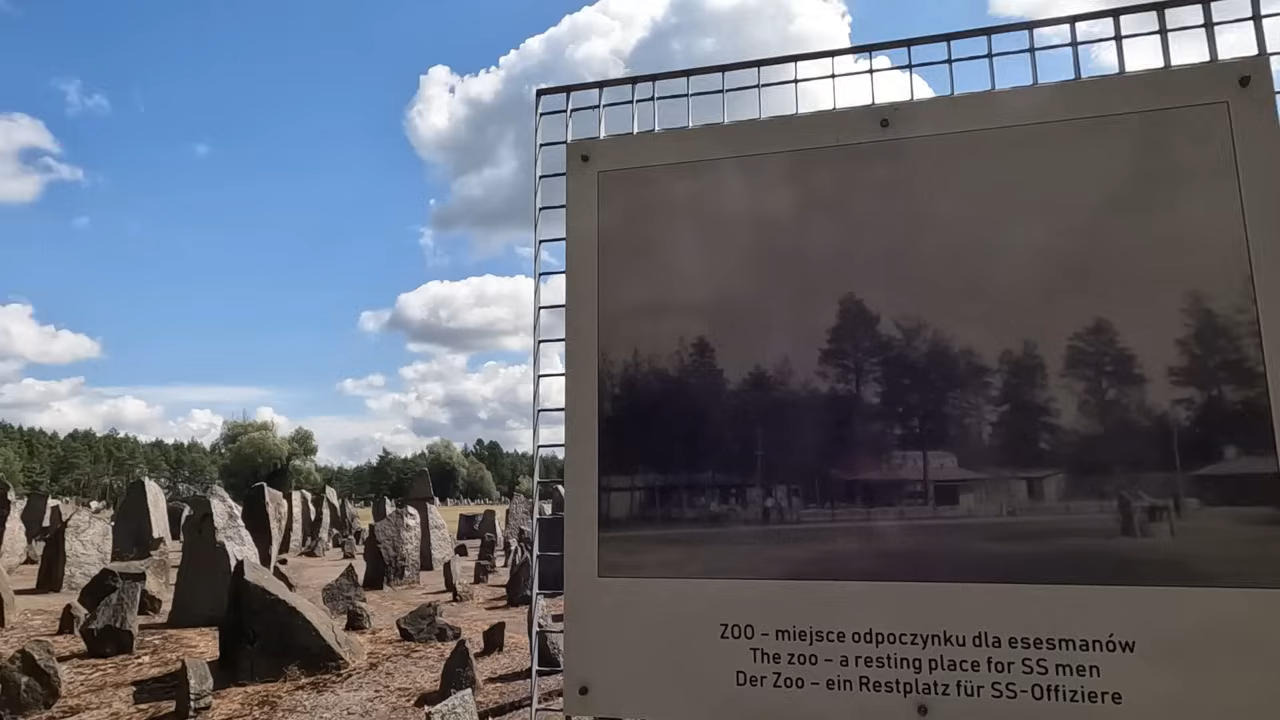 ZOO – miejsce odpoczynku dla esesmanów
The zoo – a resting place for SS men
Der Zoo – ein Restplatz für SS-Offiziere